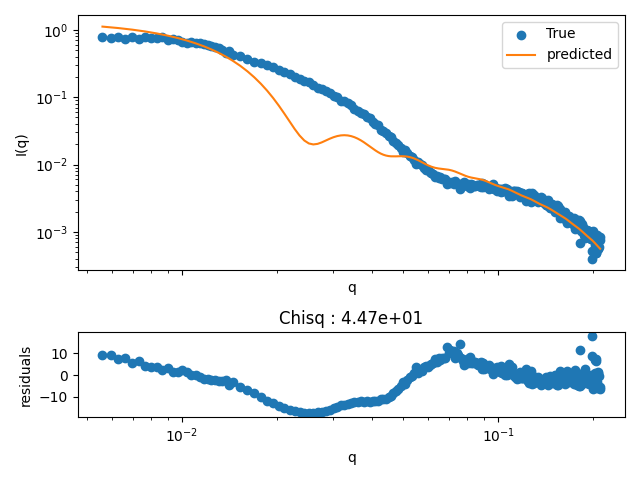 True
predicted
10⁰
10⁻¹
10⁻²
10⁻³
I(q)
q
Chisq : 4.47e+01
10
0
−10
residuals
10⁻²
10⁻¹
q